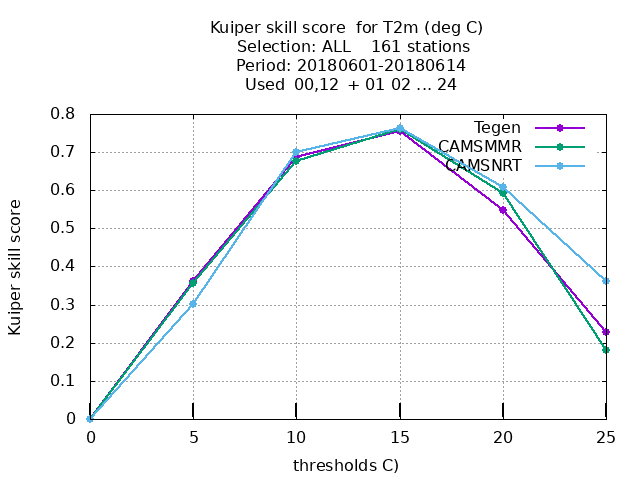 Kuiper skill score for T2m (deg C)
Selection: ALL 161 stations
Period: 20180601-20180614
Used 00,12 + 01 02 ... 24
Tegen
CAMSMMR
CAMSNRT
Kuiper skill score
0.8
0.7
0.6
0.5
0.4
0.3
0.2
0.1
0
0 5 10 15 20 25
thresholds C)